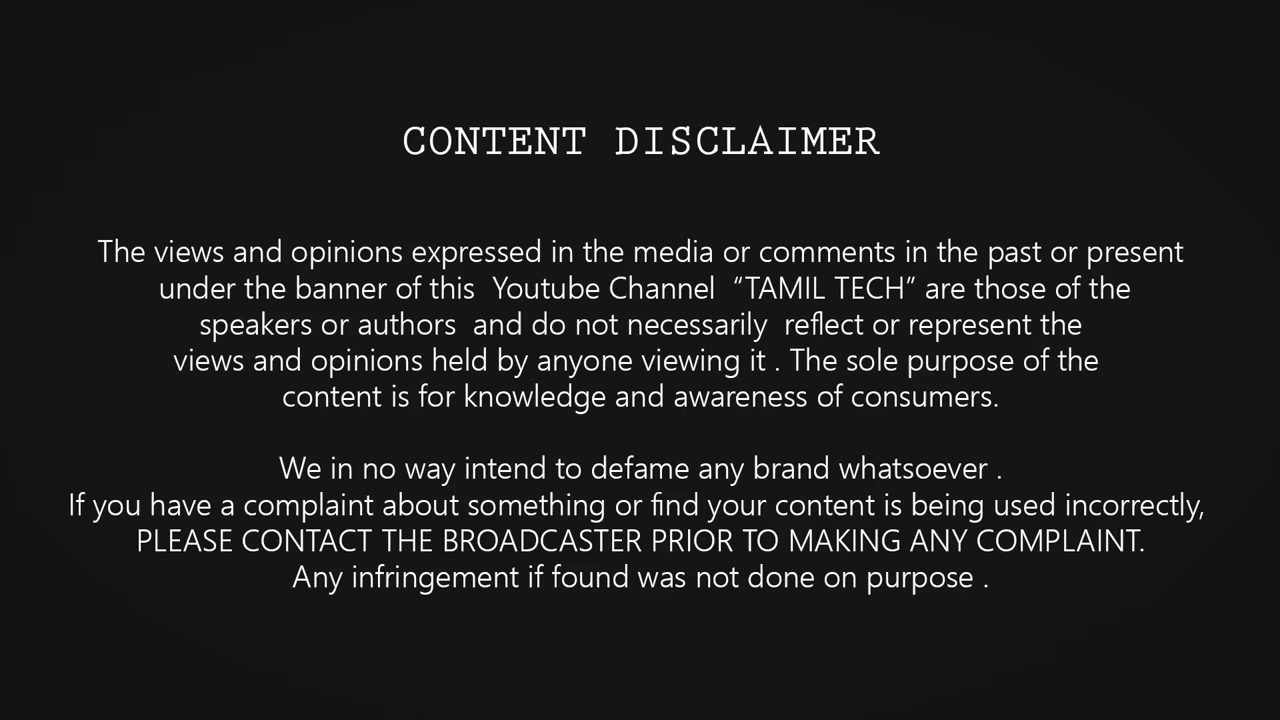 CONTENT DISCLAIMER
The views and opinions expressed in the media or comments in the past or present
under the banner of this  Youtube Channel  “TAMIL TECH” are those of the
speakers or authors  and do not necessarily  reflect or represent the
views and opinions held by anyone viewing it . The sole purpose of the
content is for knowledge and awareness of consumers.
We in no way intend to defame any brand whatsoever .
If you have a complaint about something or find your content is being used incorrectly,
PLEASE CONTACT THE BROADCASTER PRIOR TO MAKING ANY COMPLAINT.
Any infringement if found was not done on purpose .